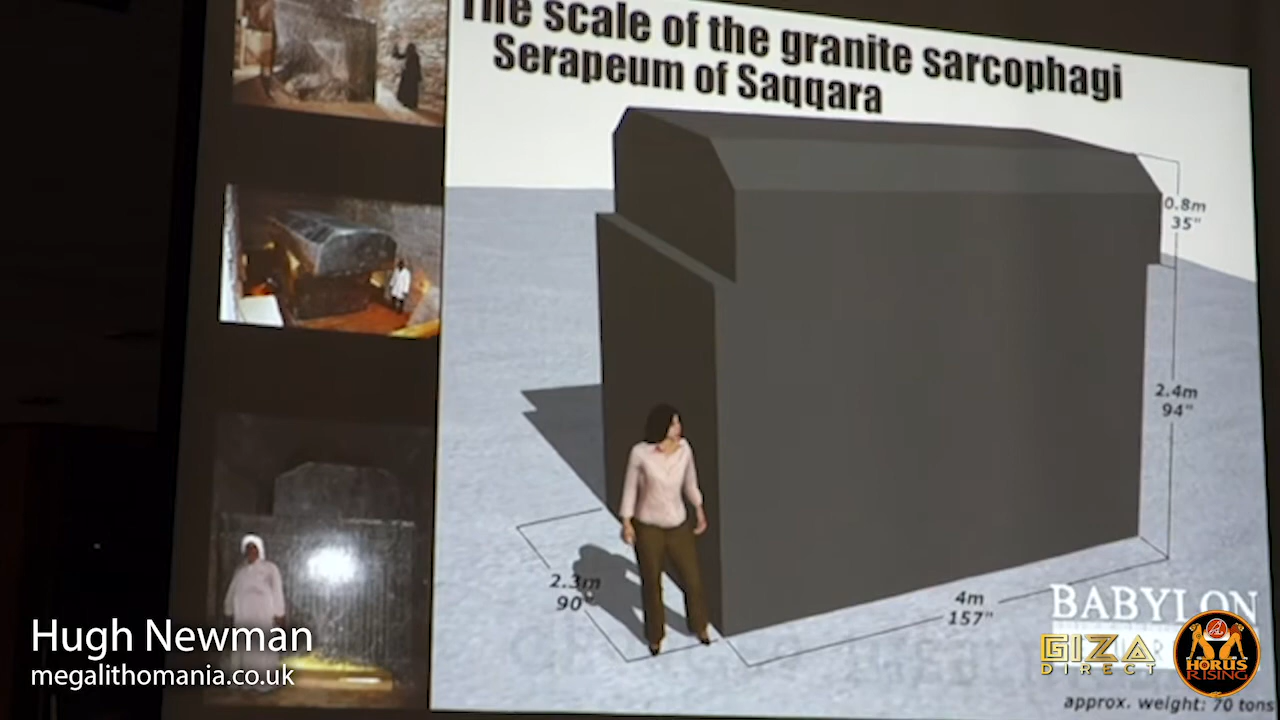 The scale of the granite sarcophagi
Serapeum of Saqqara
0.8m
35"
2.4m
94"
2.3m
90"
4m
157"
BABYLON
GIZA
DIRECT
HORUS
RISING
approx. weight: 70 tons
Hugh Newman
megalithomania.co.uk